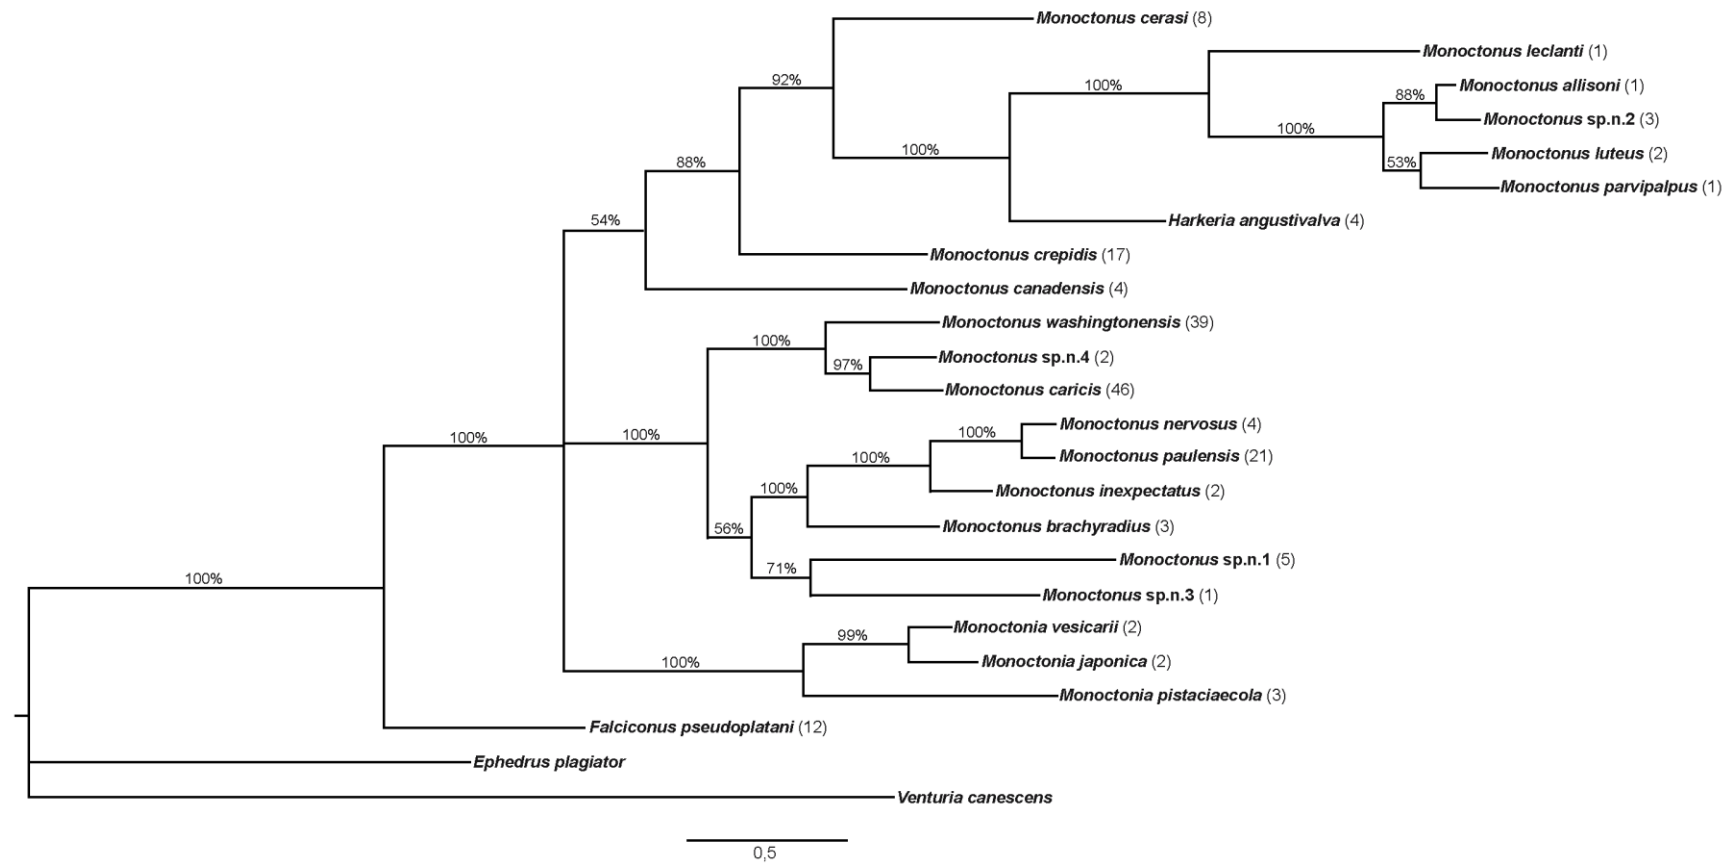 Monoctonus cerasi (8)
Monoctonus leclanti (1)
92%
100%
Monoctonus allisoni (1)
88%
Monoctonus sp.n.2 (3)
100%
100%
Monoctonus luteus (2)
88%
53%
Monoctonus parvipalpus (1)
54%
Harkeria angustivalva (4)
Monoctonus crepidis (17)
Monoctonus canadensis (4)
Monoctonus washingtonensis (39)
100%
Monoctonus sp.n.4 (2)
97%
Monoctonus caricis (46)
Monoctonus nervosus (4)
100%
100%
100%
Monoctonus paulensis (21)
100%
100%
Monoctonus inexpectatus (2)
56%
Monoctonus brachyradius (3)
Monoctonus sp.n.1 (5)
100%
71%
Monoctonus sp.n.3 (1)
Monoctonia vesicarii (2)
99%
100%
Monoctonia japonica (2)
Monoctonia pistaciaecola (3)
Falciconus pseudoplatani (12)
Ephedrus plagiator
Venturia canescens
0,5